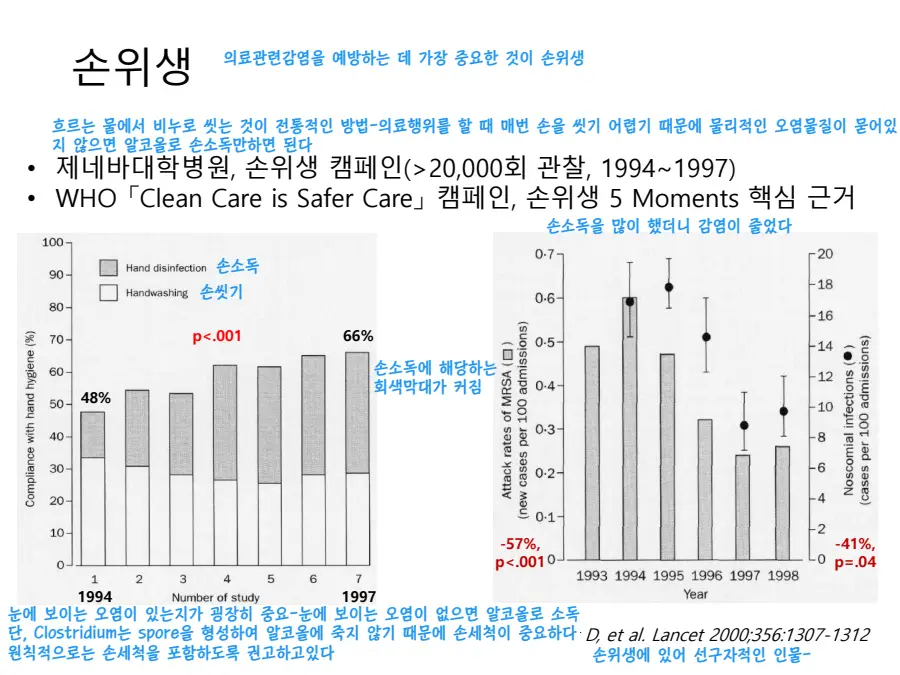 손위생
의료관련감염을 예방하는 데 가장 중요한 것이 손위생
흐르는 물에서 비누로 씻는 것이 전통적인 방법-의료행위를 할 때 매번 손을 씻기 어렵기 때문에 물리적인 오염물질이 묻어있
지 않으면 알코올로 손소독만하면 된다
• 제네바대학병원, 손위생 캠페인(>20,000회 관찰, 1994~1997)
• WHO「Clean Care is Safer Care」캠페인, 손위생 5 Moments 핵심 근거
손소독을 많이 했더니 감염이 줄었다
Compliance with hand hygiene (%)
100
90
80
70
60
50
40
30
20
10
0
Hand disinfection 손소독
Handwashing 손씻기
p<.001
48%
66%
손소독에 해당하는
회색막대가 커짐
1 2 3 4 5 6 7
1994 Number of study 1997
Attack rates of MRSA ( )
(new cases per 100 admissions)
0·7
0·6
0·5
0·4
0·3
0·2
0·1
0
20
18
16
14
12
10
8
6
4
2
0
Noscomial infections ( )
(cases per 100 admissions)
-57%,
p<.001
-41%,
p=.04
1993 1994 1995 1996 1997 1998
Year
눈에 보이는 오염이 있는지가 굉장히 중요-눈에 보이는 오염이 없으면 알코올로 소독
단, Clostridium는 spore을 형성하여 알코올에 죽지 않기 때문에 손세척이 중요하다
원칙적으로는 손세척을 포함하도록 권고하고있다
D, et al. Lancet 2000;356:1307-1312
손위생에 있어 선구자적인 인물-